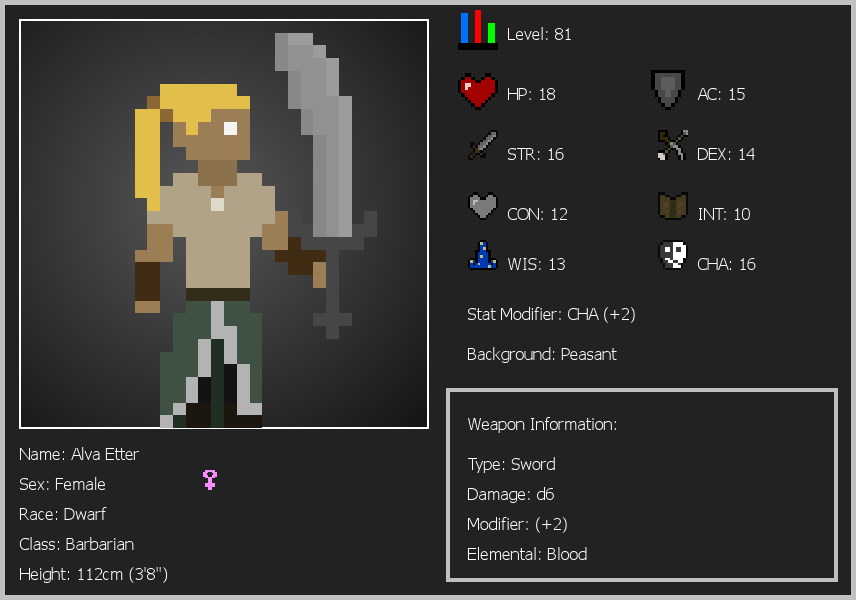 Level: 81
HP: 18
AC: 15
STR: 16
DEX: 14
CON: 12
INT: 10
WIS: 13
CHA: 16
Stat Modifier: CHA (+2)
Background: Peasant
Weapon Information:
Type: Sword
Damage: d6
Modifier: (+2)
Elemental: Blood
Name: Alva Etter
Sex: Female
Race: Dwarf
Class: Barbarian
Height: 112cm (3'8")